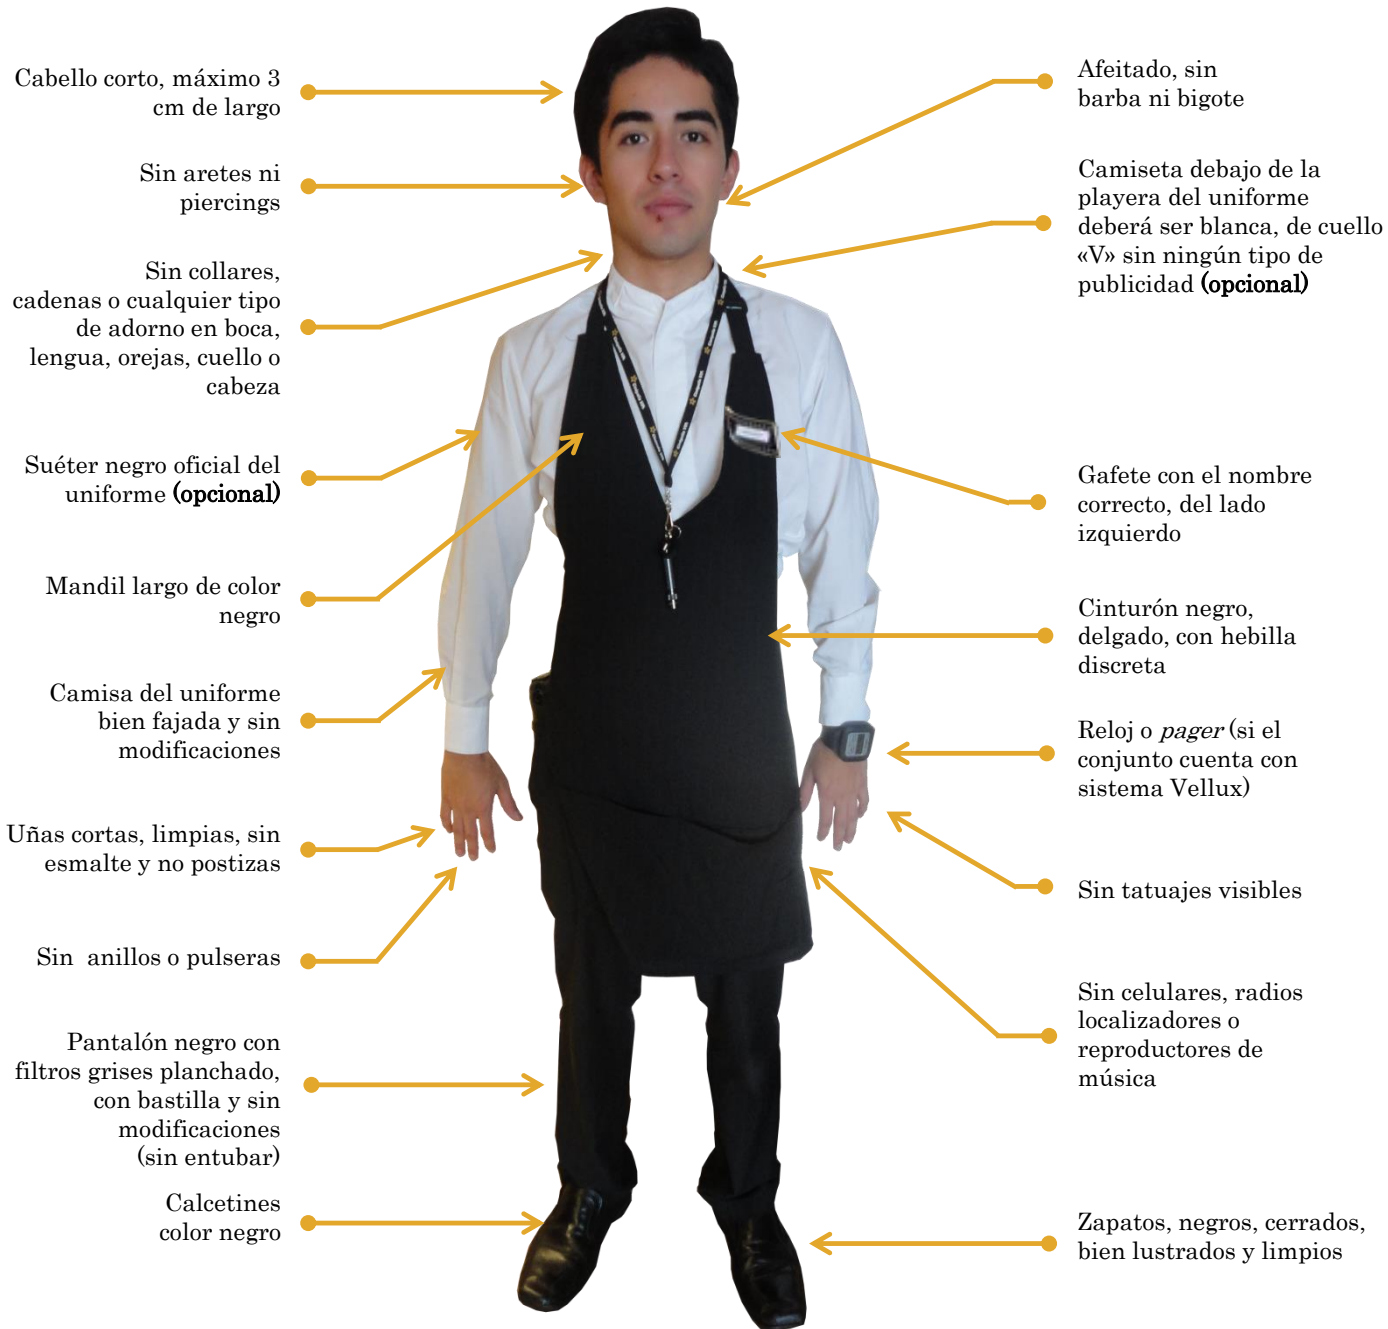 Cabello corto, máximo 3
cm de largo
Sin aretes ni
piercings
Sin collares,
cadenas o cualquier tipo
de adorno en boca,
lengua, orejas, cuello o
cabeza
Suéter negro oficial del
uniforme (opcional)
Mandil largo de color
negro
Camisa del uniforme
bien fajada y sin
modificaciones
Uñas cortas, limpias, sin
esmalte y no postizas
Sin anillos o pulseras
Pantalón negro con
filtros grises planchado,
con bastilla y sin
modificaciones
(sin entubar)
Calcetines
color negro
Afeitado, sin
barba ni bigote
Camiseta debajo de la
playera del uniforme
deberá ser blanca, de cuello
«V» sin ningún tipo de
publicidad (opcional)
Gafete con el nombre
correcto, del lado
izquierdo
Cinturón negro,
delgado, con hebilla
discreta
Reloj o pager (si el
conjunto cuenta con
sistema Vellux)
Sin tatuajes visibles
Sin celulares, radios
localizadores o
reproductores de
música
Zapatos, negros, cerrados,
bien lustrados y limpios